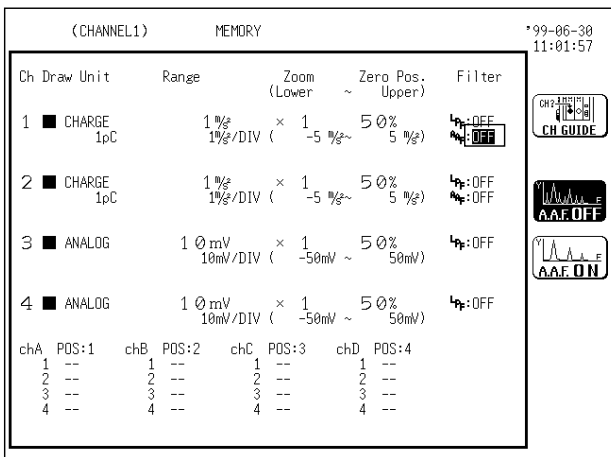 (CHANNEL1) MEMORY '99-06-30
11:01:57
Ch Draw Unit Range Zoom Zero Pos. Filter
(Lower ~ Upper)
1 ■ CHARGE 1 m/s² × 1 50% LPF:OFF
1pC 1m/s²/DIV ( -5 m/s²~ 5 m/s²) AAF:OFF
2 ■ CHARGE 1 m/s² × 1 50% LPF:OFF
1pC 1m/s²/DIV ( -5 m/s²~ 5 m/s²) AAF:OFF
3 ■ ANALOG 10mV × 1 50% LPF:OFF
10mV/DIV ( -50mV ~ 50mV)
4 ■ ANALOG 10mV × 1 50% LPF:OFF
10mV/DIV ( -50mV ~ 50mV)
chA POS:1 chB POS:2 chC POS:3 chD POS:4
1 -- 1 -- 1 -- 1 --
2 -- 2 -- 2 -- 2 --
3 -- 3 -- 3 -- 3 --
4 -- 4 -- 4 -- 4 --
CH GUIDE
Y F
A.A.F. OFF
Y F
A.A.F. ON